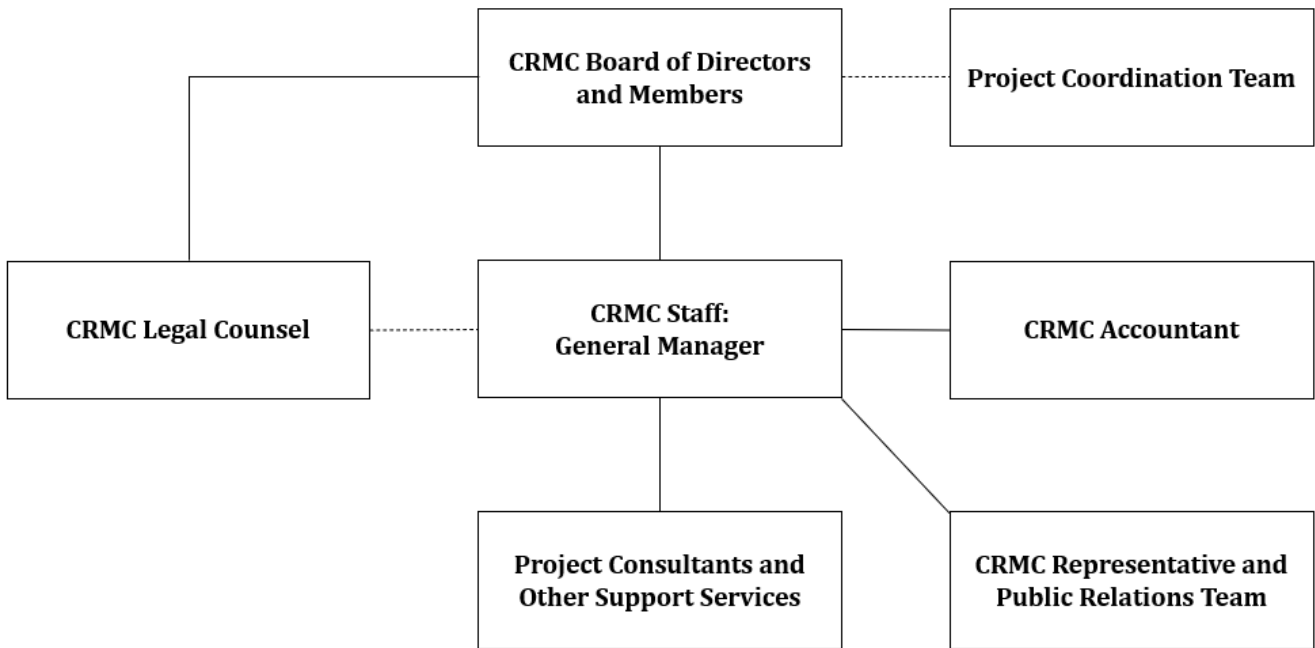 CRMC Board of Directors
and Members
Project Coordination Team
CRMC Legal Counsel
CRMC Staff:
General Manager
CRMC Accountant
Project Consultants and
Other Support Services
CRMC Representative and
Public Relations Team